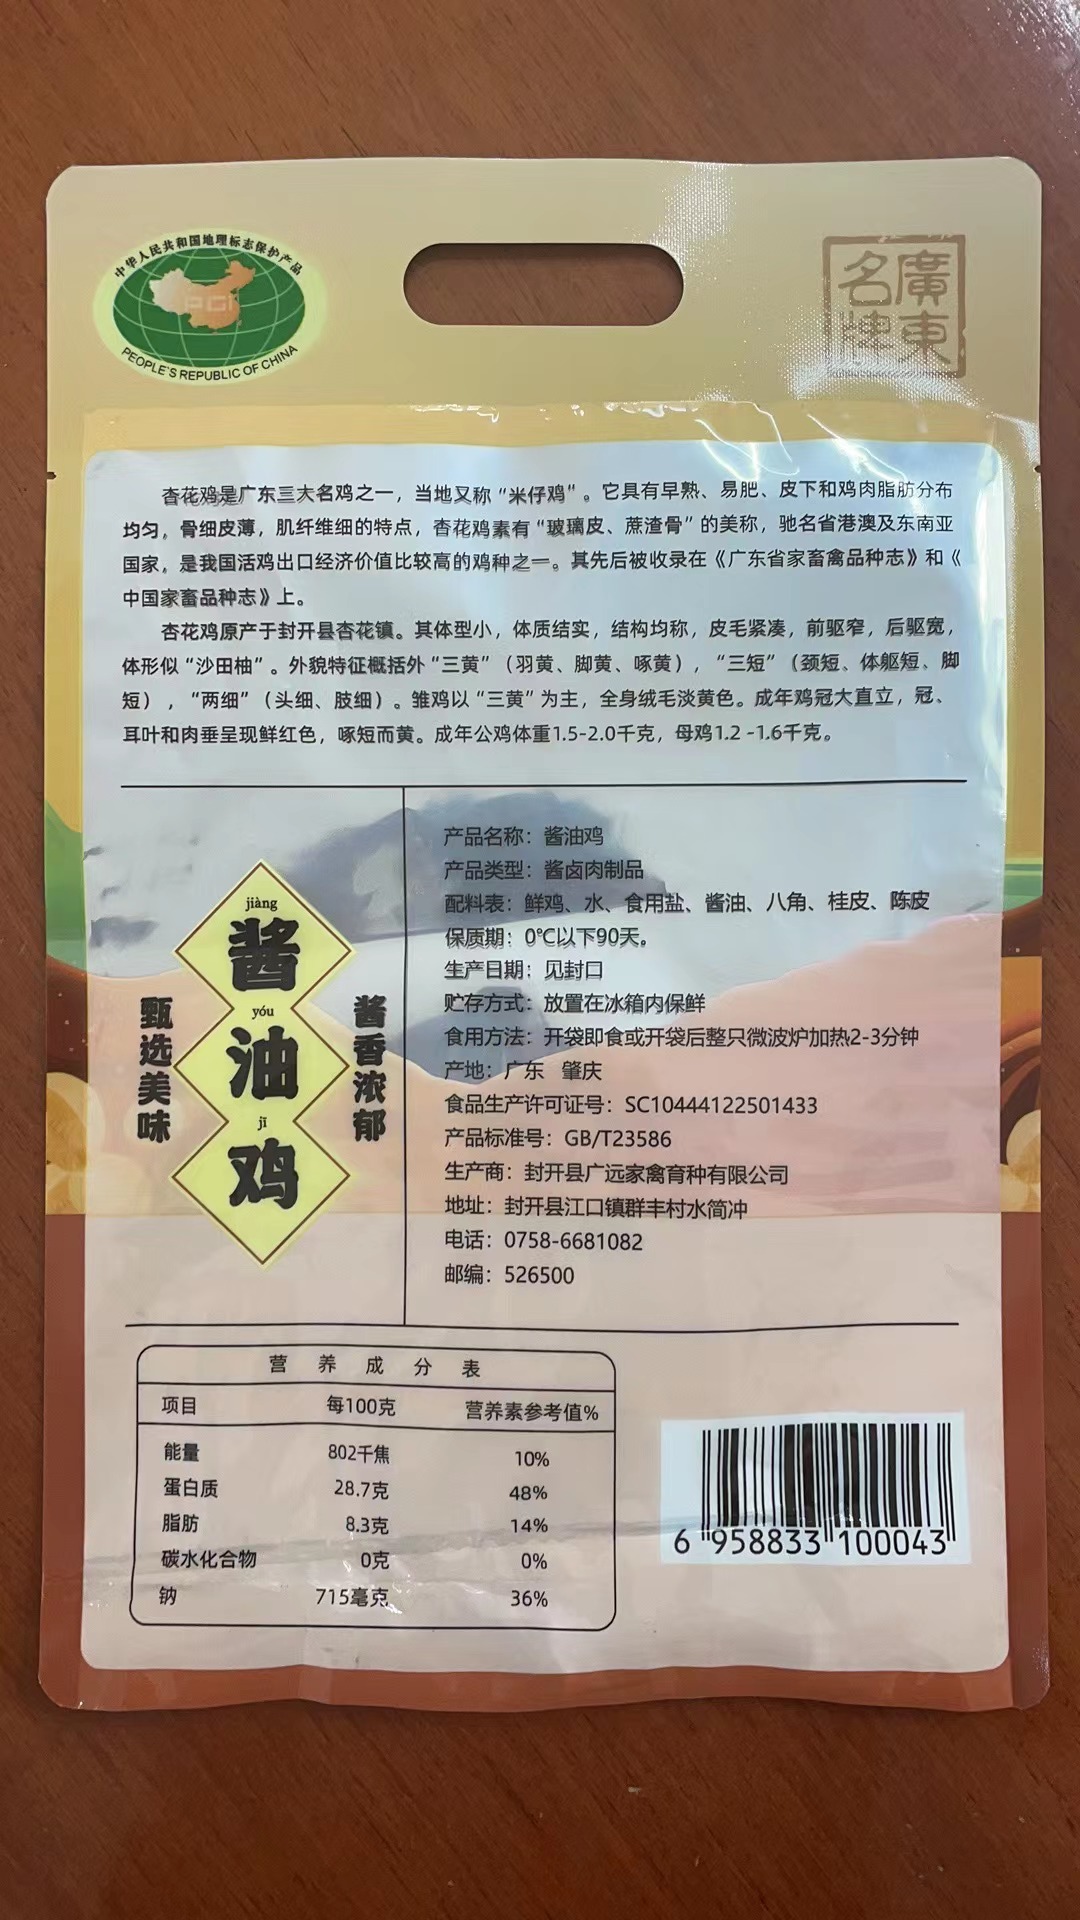 中华人民共和国地理标志保护产品
PGI
PEOPLE'S REPUBLIC OF CHINA
廣東
名牌
杏花鸡是广东三大名鸡之一，当地又称“米仔鸡”。它具有早熟、易肥、皮下和鸡肉脂肪分布
均匀，骨细皮薄，肌纤维细的特点，杏花鸡素有“玻璃皮、蔗渣骨”的美称，驰名省港澳及东南亚
国家，是我国活鸡出口经济价值比较高的鸡种之一。其先后被收录在《广东省家畜禽品种志》和《
中国家畜品种志》上。
杏花鸡原产于封开县杏花镇。其体型小，体质结实，结构均称，皮毛紧凑，前驱窄，后驱宽，
体形似“沙田柚”。外貌特征概括外“三黄”（羽黄、脚黄、啄黄），“三短”（颈短、体躯短、脚
短），“两细”（头细、肢细）。雏鸡以“三黄”为主，全身绒毛淡黄色。成年鸡冠大直立，冠、
耳叶和肉垂呈现鲜红色，啄短而黄。成年公鸡体重1.5-2.0千克，母鸡1.2 -1.6千克。
jiàng
酱
yóu
油
jī
鸡
甄选美味
酱香浓郁
产品名称：酱油鸡
产品类型：酱卤肉制品
配料表：鲜鸡、水、食用盐、酱油、八角、桂皮、陈皮
保质期：0℃以下90天。
生产日期：见封口
贮存方式：放置在冰箱内保鲜
食用方法：开袋即食或开袋后整只微波炉加热2-3分钟
产地：广东 肇庆
食品生产许可证号：SC10444122501433
产品标准号：GB/T23586
生产商：封开县广远家禽育种有限公司
地址：封开县江口镇群丰村水简冲
电话：0758-6681082
邮编：526500
营养成分表
项目 每100克 营养素参考值%
能量 802千焦 10%
蛋白质 28.7克 48%
脂肪 8.3克 14%
碳水化合物 0克 0%
钠 715毫克 36%
6 958833 100043